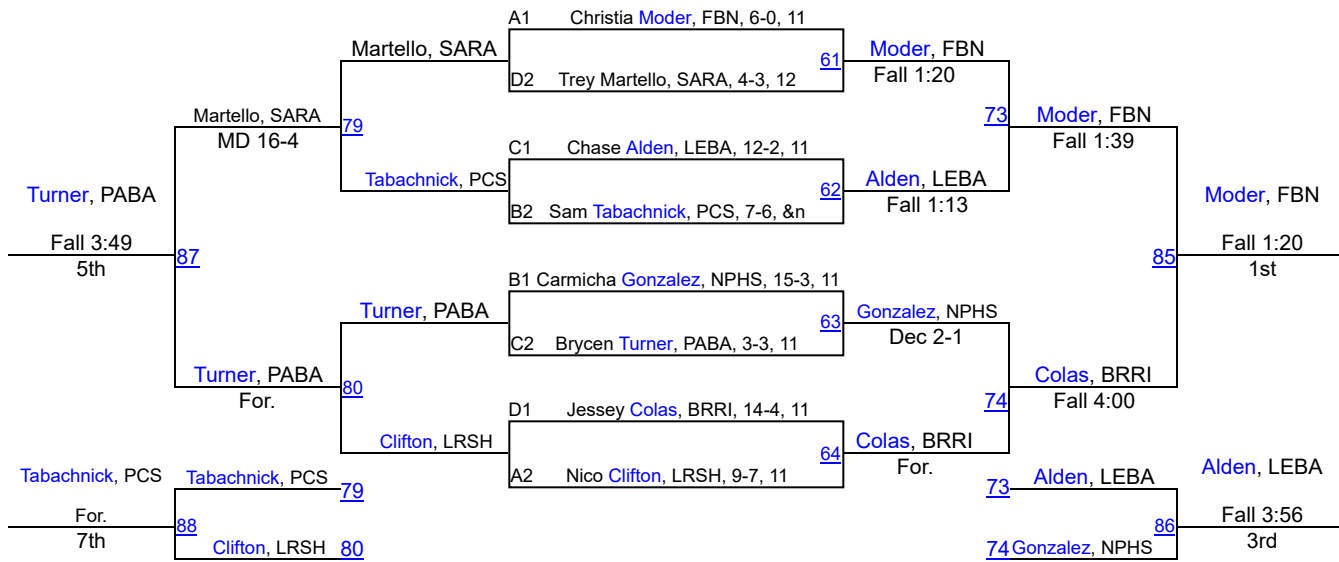 A1 Christia Moder, FBN, 6-0, 11
Martello, SARA
61
Moder, FBN
Fall 1:20
D2 Trey Martello, SARA, 4-3, 12
Martello, SARA
MD 16-4
79
73
Moder, FBN
Fall 1:39
C1 Chase Alden, LEBA, 12-2, 11
Tabachnick, PCS
62
Alden, LEBA
Fall 1:13
B2 Sam Tabachnick, PCS, 7-6, &n
Turner, PABA
Fall 3:49
5th
87
85
Moder, FBN
Fall 1:20
1st
B1 Carmicha Gonzalez, NPHS, 15-3, 11
Turner, PABA
63
Gonzalez, NPHS
Dec 2-1
C2 Brycen Turner, PABA, 3-3, 11
Turner, PABA
For.
80
74
Colas, BRRI
Fall 4:00
D1 Jessey Colas, BRRI, 14-4, 11
Clifton, LRSH
64
Colas, BRRI
For.
A2 Nico Clifton, LRSH, 9-7, 11
Tabachnick, PCS
For.
7th
Tabachnick, PCS 79
88
Clifton, LRSH 80
73 Alden, LEBA
86
74 Gonzalez, NPHS
Alden, LEBA
Fall 3:56
3rd